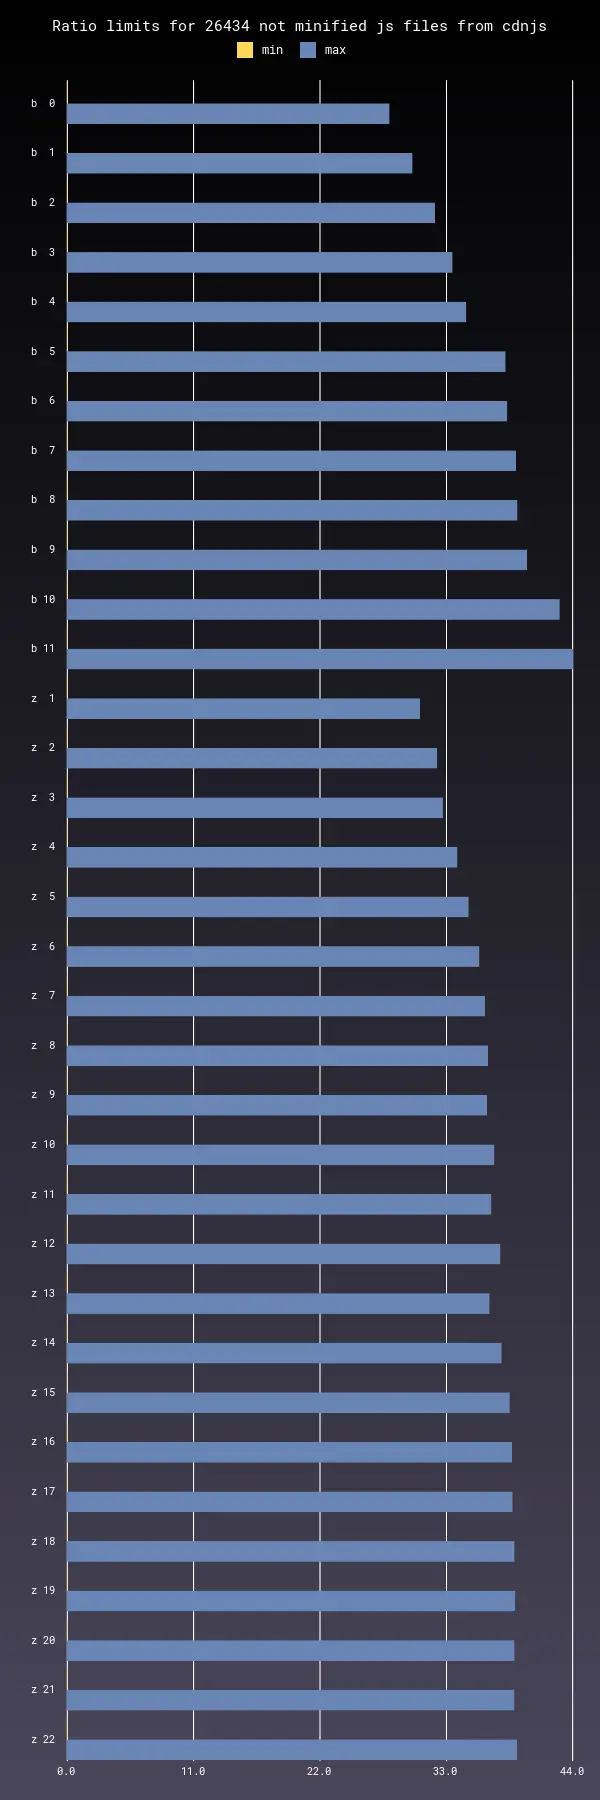 Ratio limits for 26434 not minified js files from cdnjs
min max
b 0
b 1
b 2
b 3
b 4
b 5
b 6
b 7
b 8
b 9
b 10
b 11
z 1
z 2
z 3
z 4
z 5
z 6
z 7
z 8
z 9
z 10
z 11
z 12
z 13
z 14
z 15
z 16
z 17
z 18
z 19
z 20
z 21
z 22
0.0 11.0 22.0 33.0 44.0